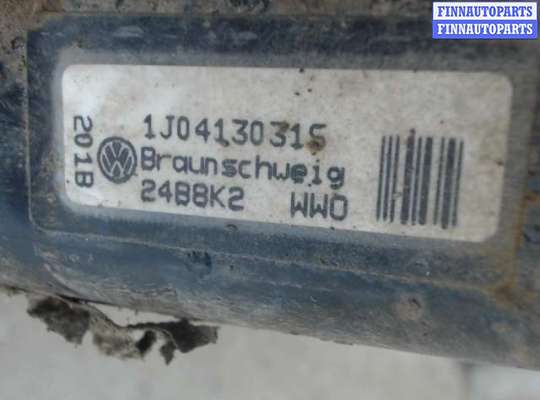 FINNAUTOPARTS
FINNAUTOPARTS
1J0413031S
201B
Braunschweig
24B8K2 WWO